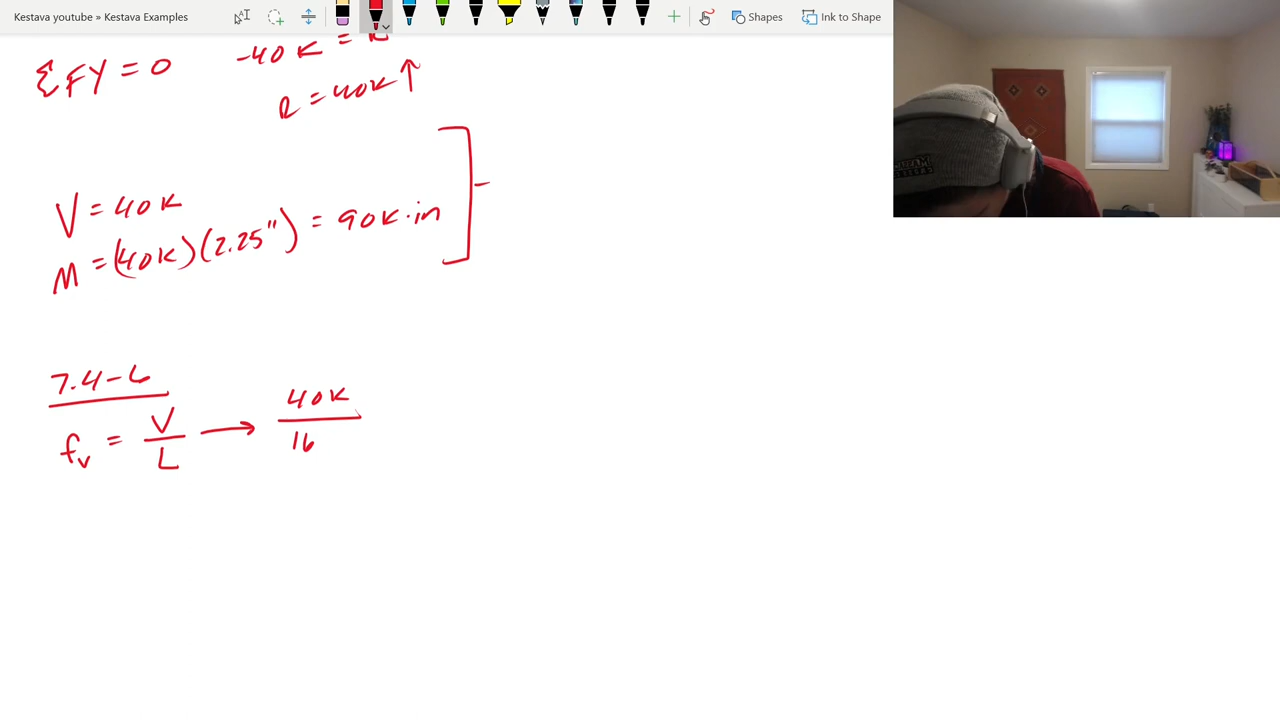 Kestava youtube » Kestava Examples
Shapes
Ink to Shape
ΣFY = 0
-40K = R
R = 40K ↑
V = 40K
M = (40K)(2.25") = 90K·in
7.4-6
fv = V/L → 40K/16